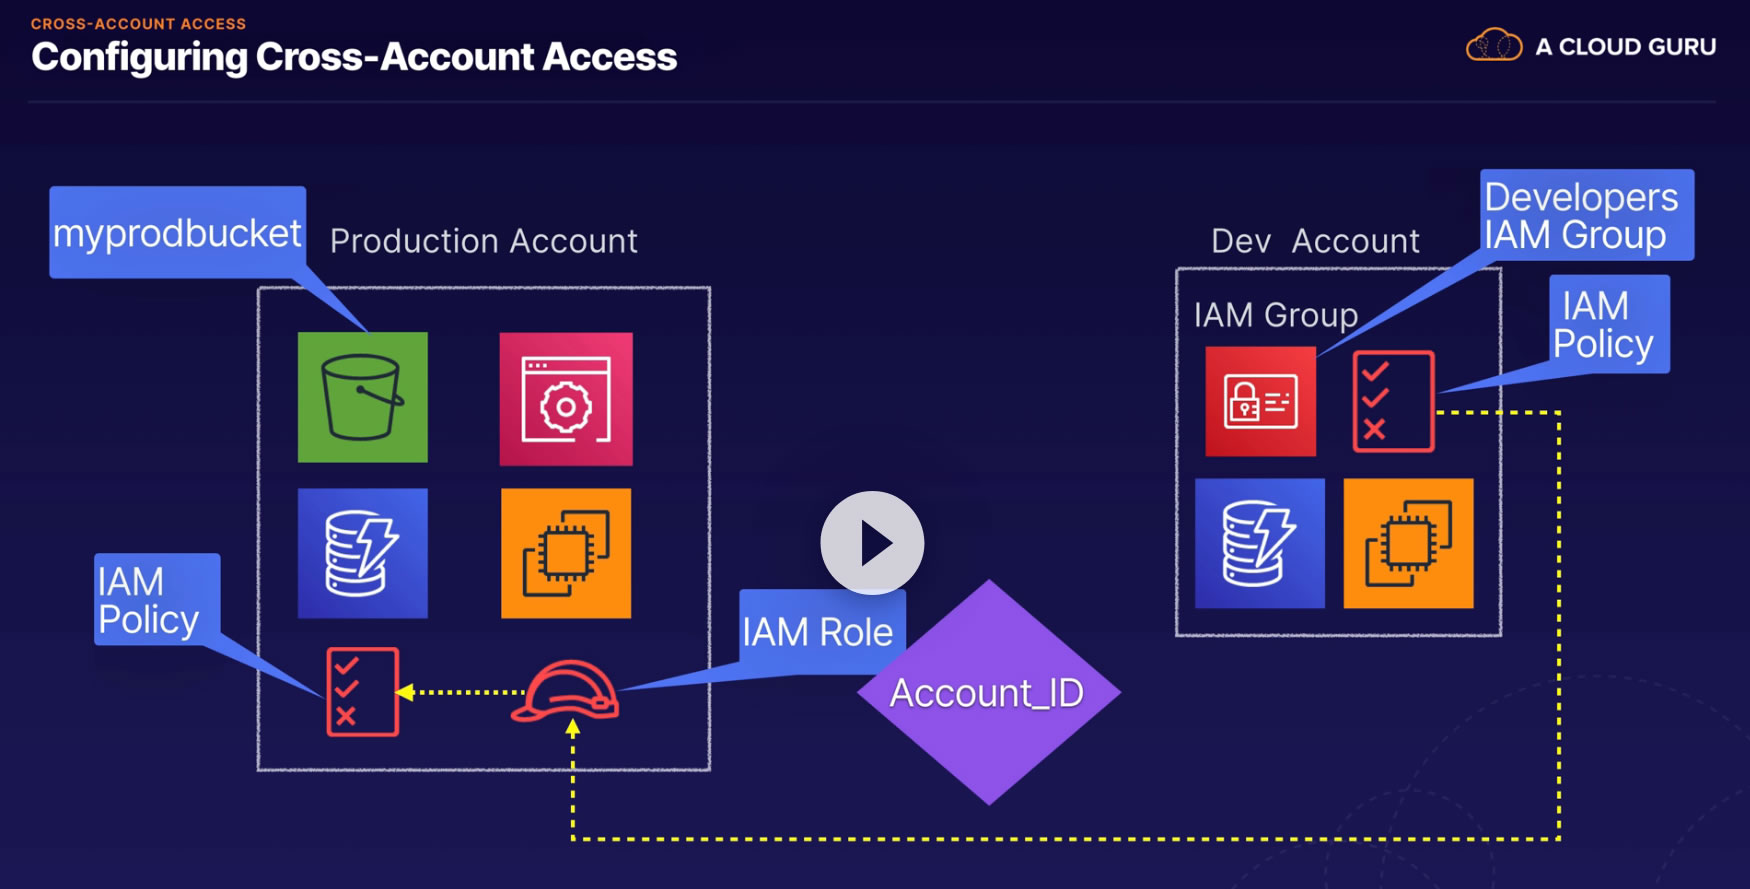 CROSS-ACCOUNT ACCESS
Configuring Cross-Account Access
A CLOUD GURU
myprodbucket
Production Account
Dev Account
Developers
IAM Group
IAM Group
IAM
Policy
IAM
Policy
IAM Role
Account_ID